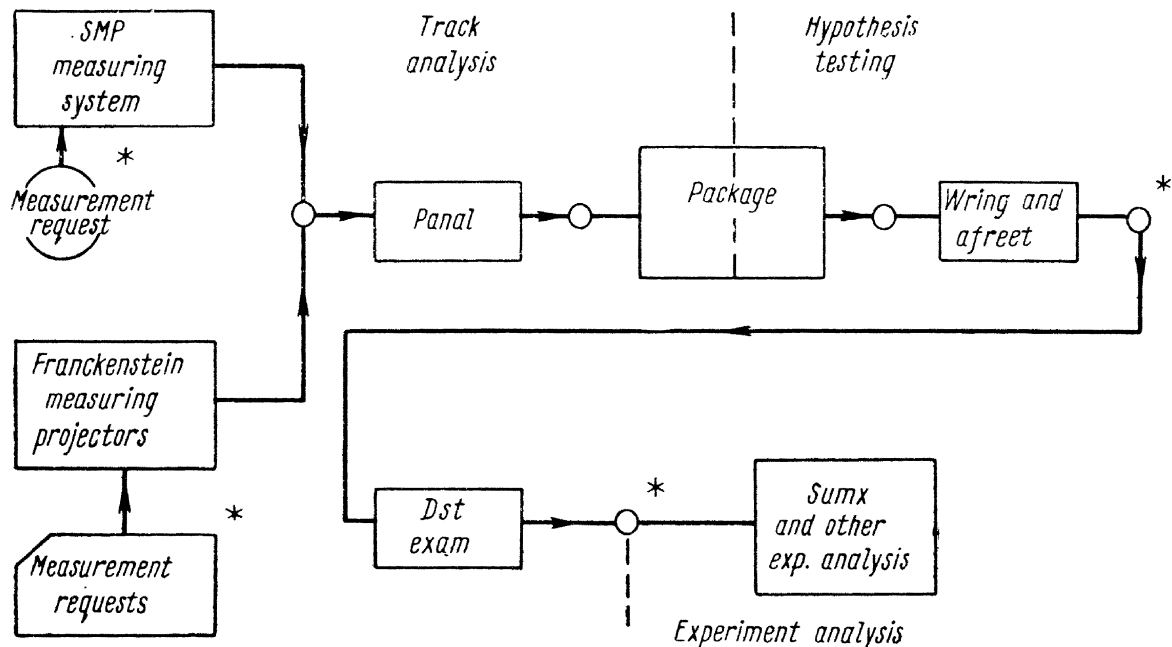 SMP
measuring
system
*
Measurement
request
Track
analysis
Hypothesis
testing
Panal
Package
Wring and
afreet
*
Franckenstein
measuring
projectors
*
Measurement
requests
Dst
exam
*
Sumx
and other
exp. analysis
Experiment analysis